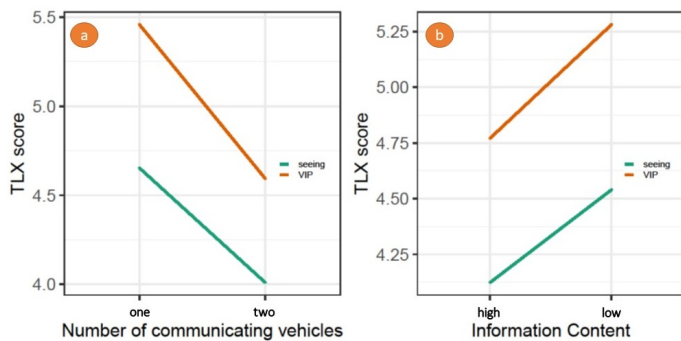 a
5.5
5.0
4.5
4.0
TLX score
seeing
VIP
one
two
Number of communicating vehicles
b
5.25
5.00
4.75
4.50
4.25
TLX score
seeing
VIP
high
low
Information Content